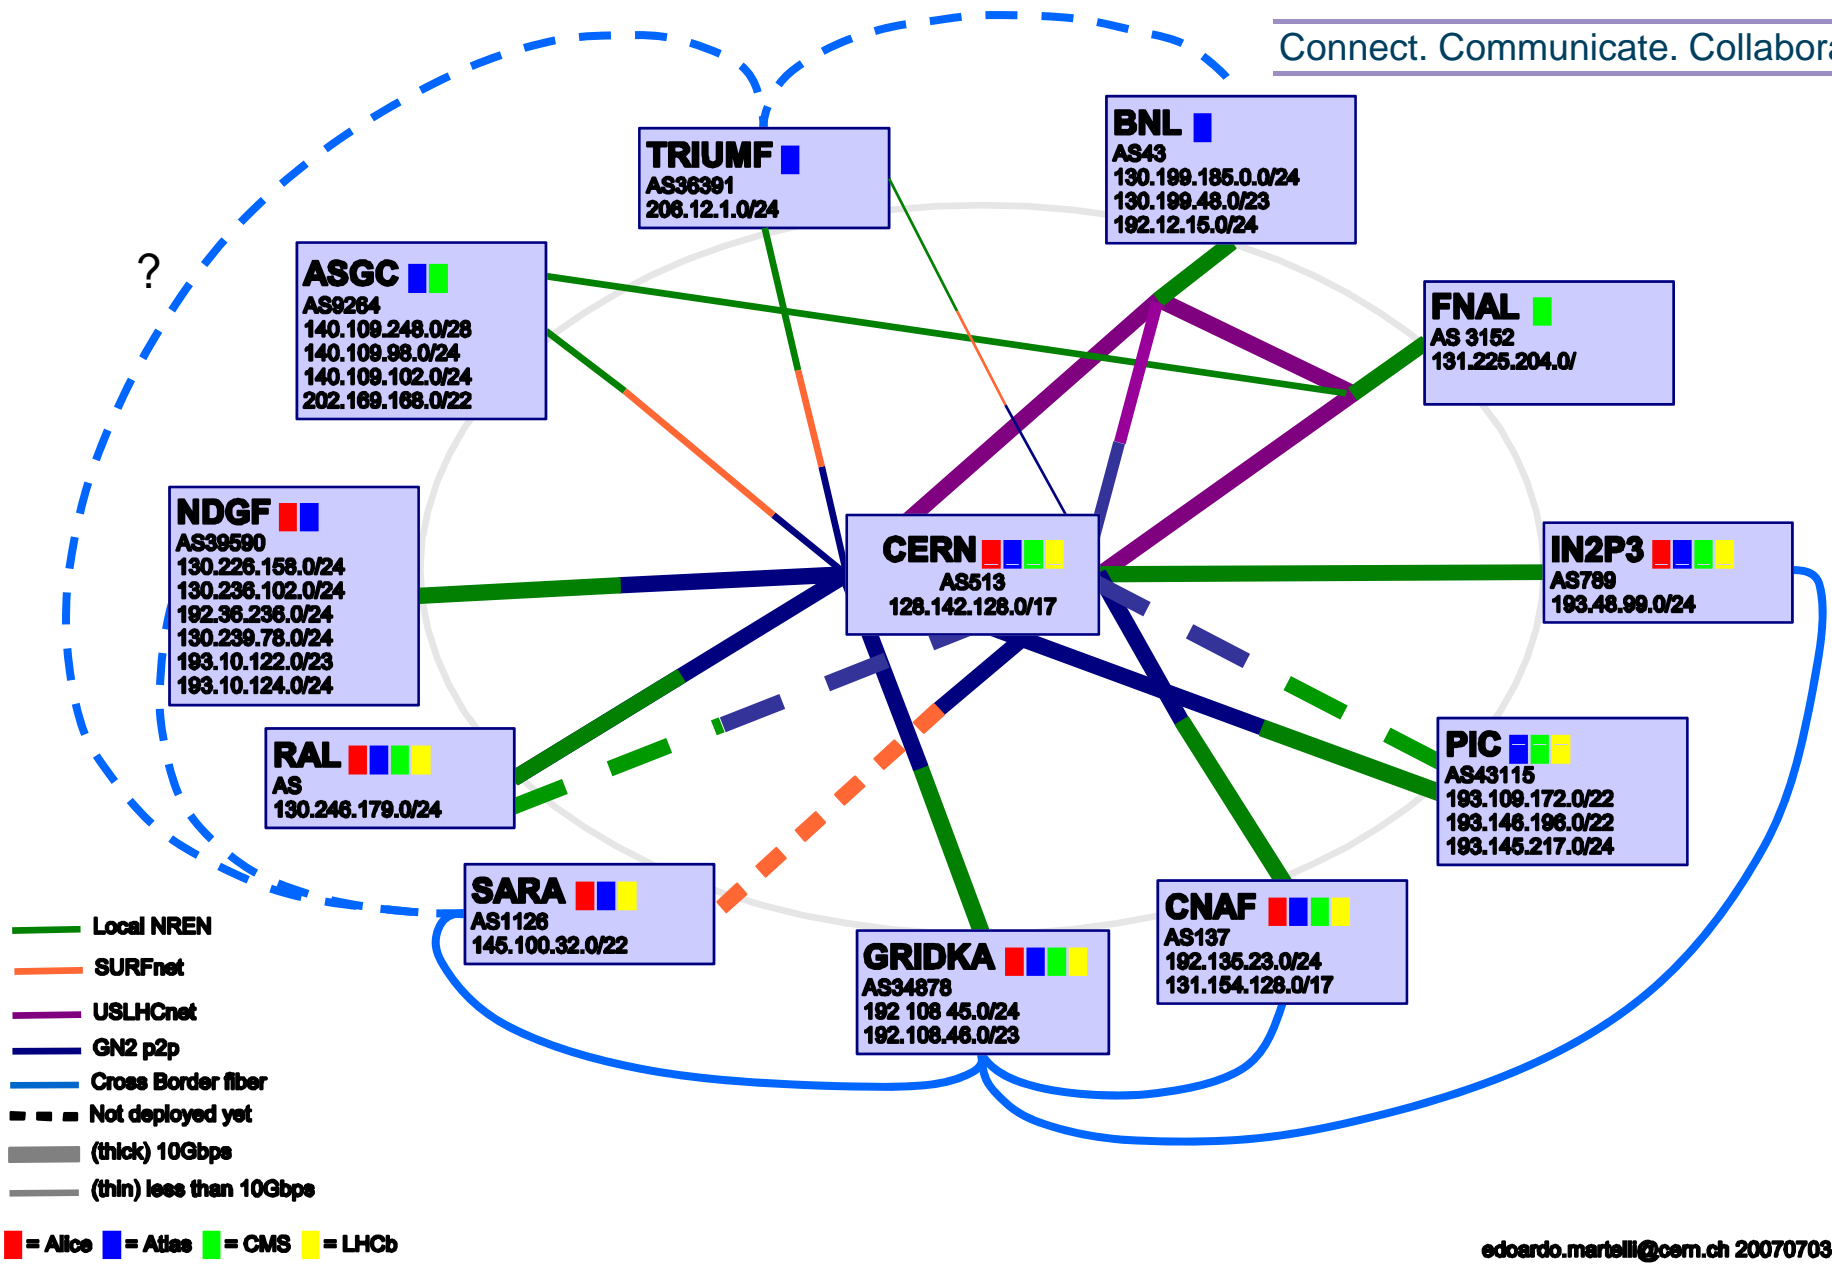 Connect. Communicate. Collabora
BNL
AS43
130.199.185.0.0/24
130.199.48.0/23
192.12.15.0/24
TRIUMF
AS36391
206.12.1.0/24
?
ASGC
AS9264
140.109.248.0/28
140.109.98.0/24
140.109.102.0/24
202.169.168.0/22
FNAL
AS 3152
131.225.204.0/
NDGF
AS39590
130.226.158.0/24
130.236.102.0/24
192.36.236.0/24
130.239.78.0/24
193.10.122.0/23
193.10.124.0/24
CERN
AS513
128.142.128.0/17
IN2P3
AS789
193.48.99.0/24
RAL
AS
130.246.179.0/24
PIC
AS43115
193.109.172.0/22
193.146.196.0/22
193.145.217.0/24
SARA
AS1126
145.100.32.0/22
CNAF
AS137
192.135.23.0/24
131.154.128.0/17
GRIDKA
AS34878
192 108 45.0/24
192.108.46.0/23
Local NREN
SURFnet
USLHCnet
GN2 p2p
Cross Border fiber
Not deployed yet
(thick) 10Gbps
(thin) less than 10Gbps
= Alice = Atlas = CMS = LHCb
edoardo.martelli@cern.ch 20070703